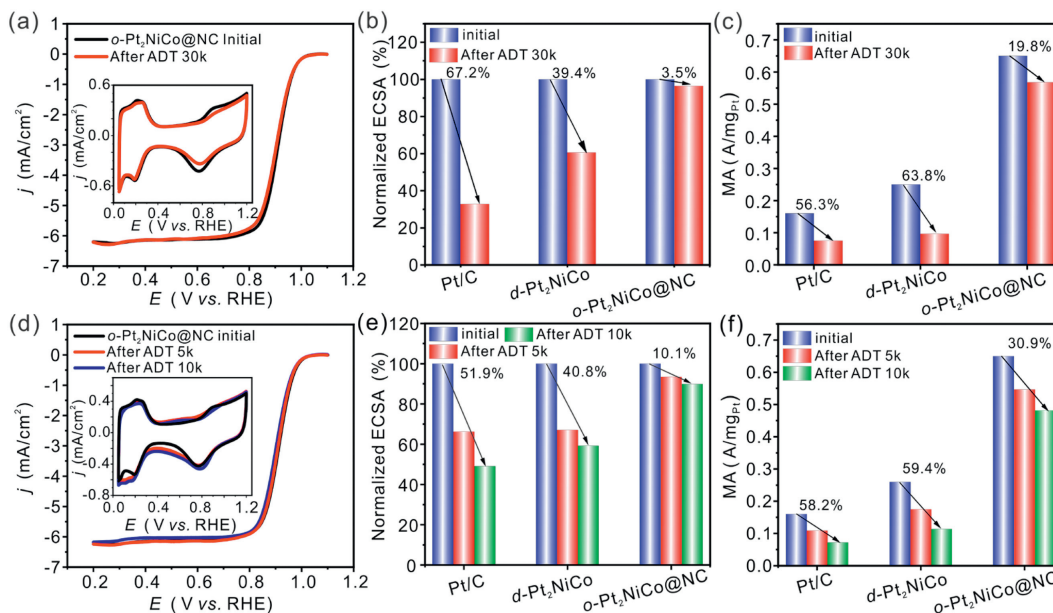 (a)
o-Pt₂NiCo@NC Initial
After ADT 30k
j (mA/cm²)
0
-1
-2
-3
-4
-5
-6
-7
0.2 0.4 0.6 0.8 1.0 1.2
E (V vs. RHE)
j (mA/cm²)
0.6
0.0
-0.6
0.0 0.4 0.8 1.2
E (V vs. RHE)
(b)
initial
After ADT 30k
Normalized ECSA (%)
120
100
80
60
40
20
0
67.2% 39.4% 3.5%
Pt/C d-Pt₂NiCo o-Pt₂NiCo@NC
(c)
initial
After ADT 30k
MA ( A/mgPt)
0.7
0.6
0.5
0.4
0.3
0.2
0.1
0.0
56.3% 63.8% 19.8%
Pt/C d-Pt₂NiCo o-Pt₂NiCo@NC
(d)
o-Pt₂NiCo@NC initial
After ADT 5k
After ADT 10k
j (mA/cm²)
0
-1
-2
-3
-4
-5
-6
-7
0.2 0.4 0.6 0.8 1.0 1.2
E (V vs. RHE)
j (mA/cm²)
0.4
0.0
-0.4
-0.8
0.0 0.4 0.8 1.2
E (V vs. RHE)
(e)
initial After ADT 10k
After ADT 5k
Normalized ECSA (%)
120
100
80
60
40
20
0
51.9% 40.8% 10.1%
Pt/C d-Pt₂NiCo o-Pt₂NiCo@NC
(f)
initial
After ADT 5k
After ADT 10k
MA ( A/mgPt)
0.7
0.6
0.5
0.4
0.3
0.2
0.1
0.0
58.2% 59.4% 30.9%
Pt/C d-Pt₂NiCo o-Pt₂NiCo@NC